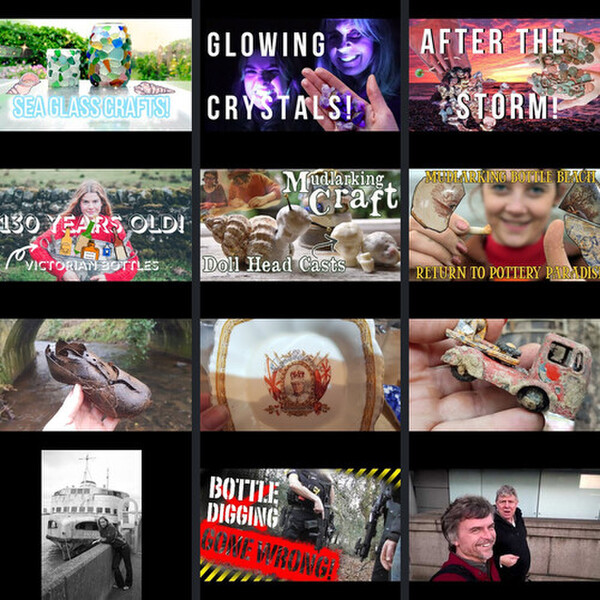 SEA GLASS CRAFTS!
GLOWING
CRYSTALS!
AFTER THE
STORM!
130 YEARS OLD!
VICTORIAN BOTTLES
Mudlarking
Craft
Doll Head Casts
MUDLARKING BOTTLE BEACH
RETURN TO POTTERY PARADIS
BOTTLE
DIGGING
GONE WRONG!